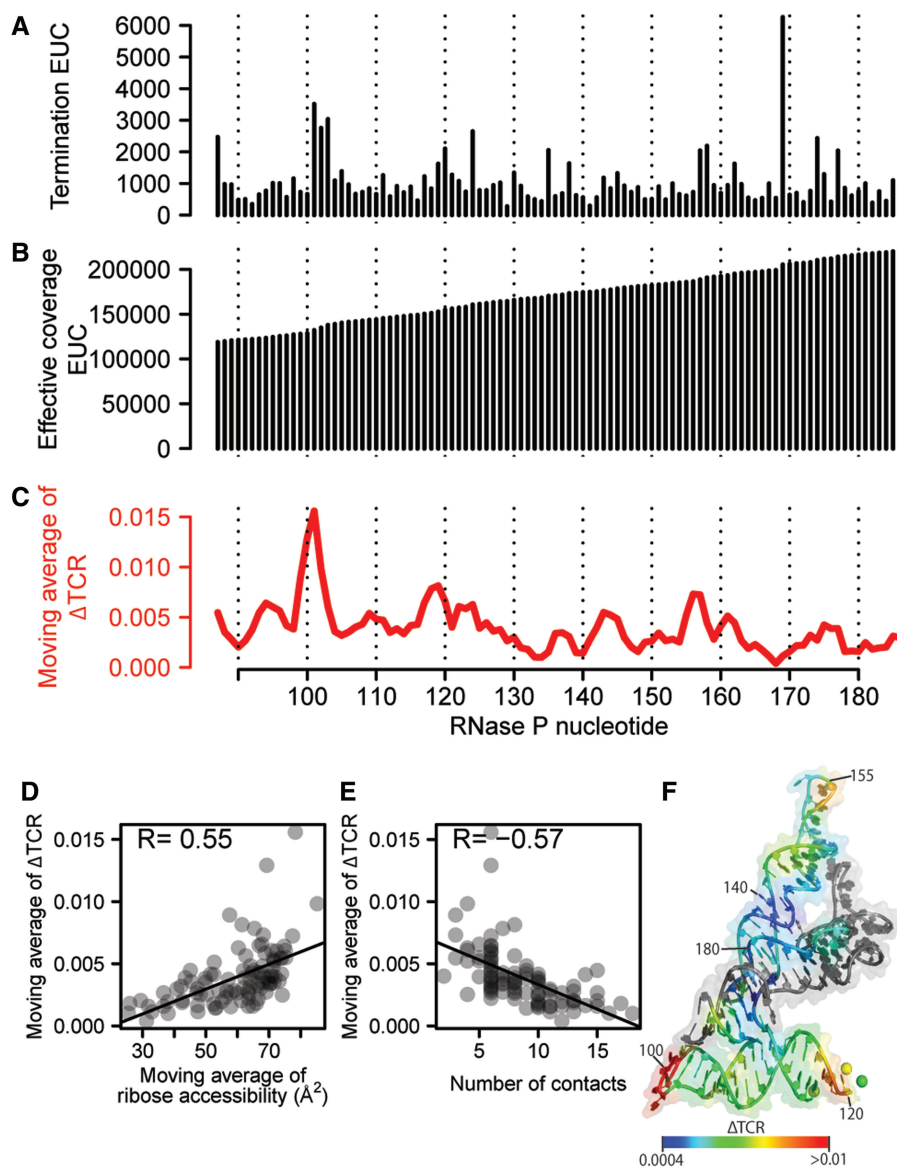 A
Termination EUC
6000
5000
4000
3000
2000
1000
0
B
Effective coverage
EUC
200000
150000
100000
50000
0
C
Moving average of
ΔTCR
0.015
0.010
0.005
0.000
100 110 120 130 140 150 160 170 180
RNase P nucleotide
D
Moving average of ΔTCR
0.015
0.010
0.005
0.000
R= 0.55
30 50 70
Moving average of
ribose accessibility (Å²)
E
Moving average of ΔTCR
0.015
0.010
0.005
0.000
R= −0.57
5 10 15
Number of contacts
F
155
140
180
100
120
ΔTCR
0.0004 >0.01